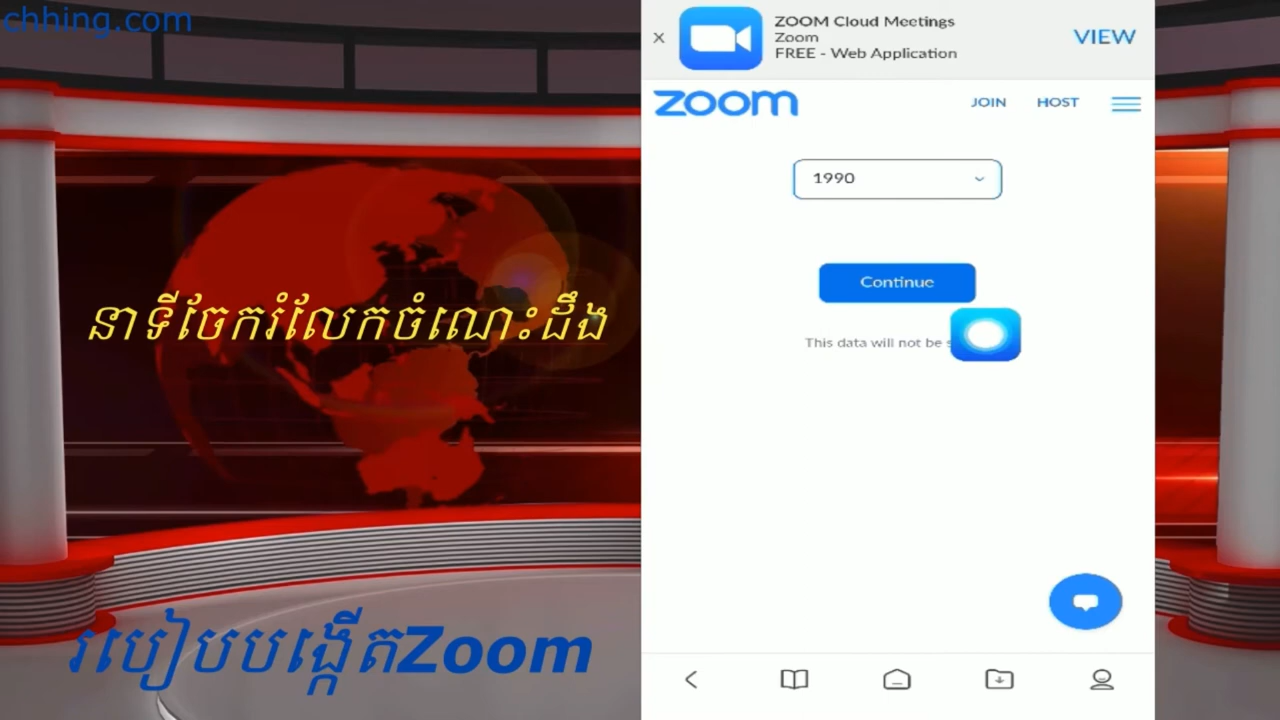 chhing.com
នាទីចែករំលែកចំណេះដឹង
របៀបបង្កើតZoom
ZOOM Cloud Meetings
Zoom
FREE - Web Application
VIEW
zoom
JOIN
HOST
1990
Continue
This data will not be